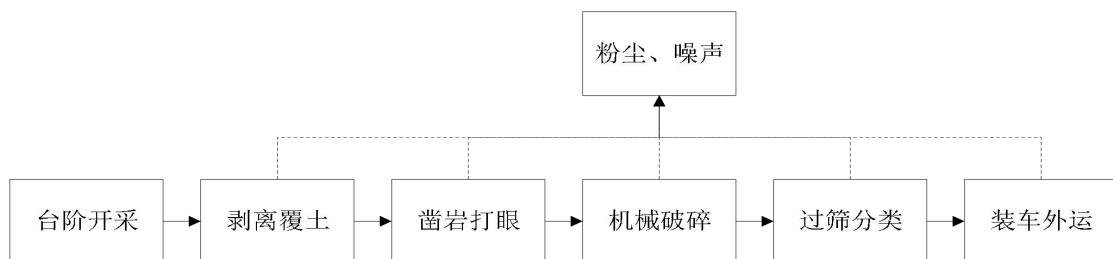 粉尘、噪声
台阶开采
剥离覆土
凿岩打眼
机械破碎
过筛分类
装车外运